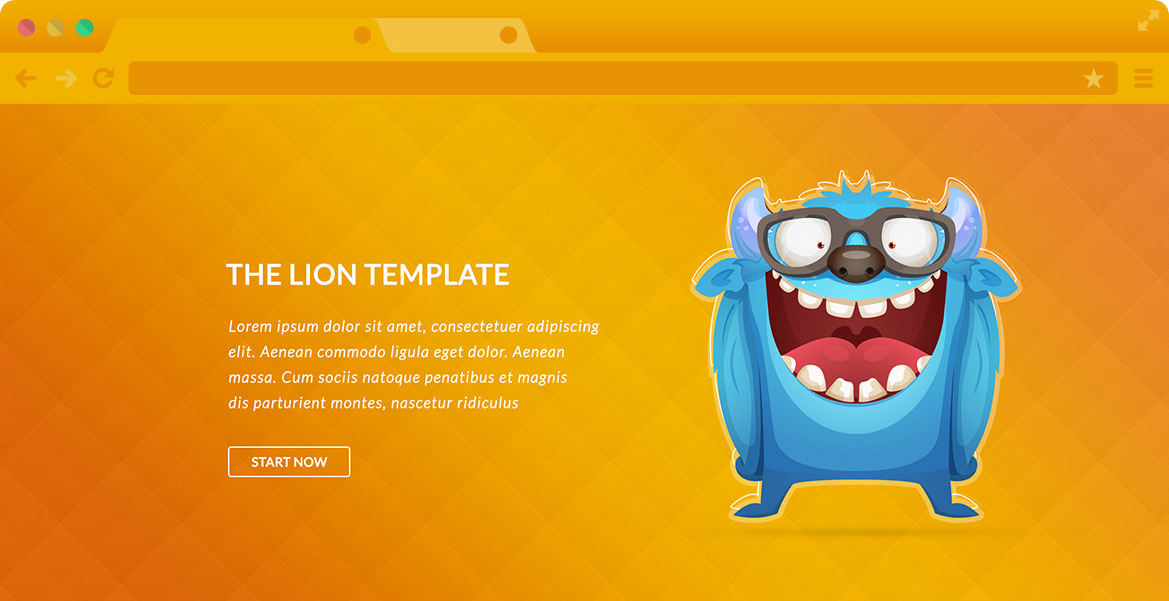 THE LION TEMPLATE
Lorem ipsum dolor sit amet, consectetuer adipiscing
elit. Aenean commodo ligula eget dolor. Aenean
massa. Cum sociis natoque penatibus et magnis
dis parturient montes, nascetur ridiculus
START NOW